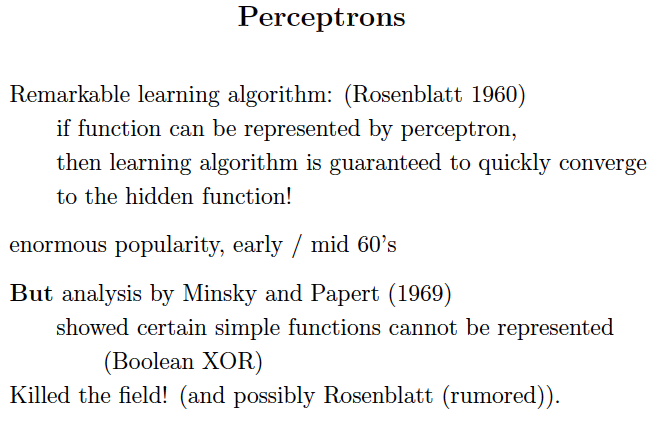 Perceptrons
Remarkable learning algorithm: (Rosenblatt 1960)
if function can be represented by perceptron,
then learning algorithm is guaranteed to quickly converge
to the hidden function!
enormous popularity, early / mid 60's
But analysis by Minsky and Papert (1969)
showed certain simple functions cannot be represented
(Boolean XOR)
Killed the field! (and possibly Rosenblatt (rumored)).